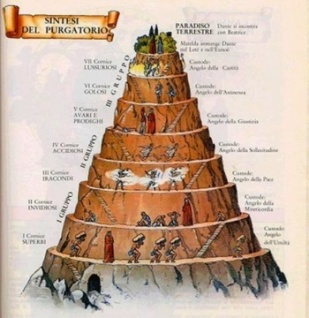 SINTESI
DEL PURGATORIO
PARADISO
TERRESTRE
Dante si incontra
con Beatrice
Matilda immerge Dante
nel Letè e nell'Eunoè
VII Cornice
LUSSURIOSI
Custode:
Angelo della Carità
VI Cornice
GOLOSI
Custode:
Angelo dell'Astinenza
III GRUPPO
V Cornice
AVARI E
PRODIGHI
Custode:
Angelo della Giustizia
IV Cornice
ACCIDIOSI
Custode:
Angelo della Sollecitudine
II GRUPPO
III Cornice
IRACONDI
Custode:
Angelo della Pace
II Cornice
INVIDIOSI
Custode:
Angelo della
Misericordia
I GRUPPO
I Cornice
SUPERBI
Custode:
Angelo
dell'Umiltà